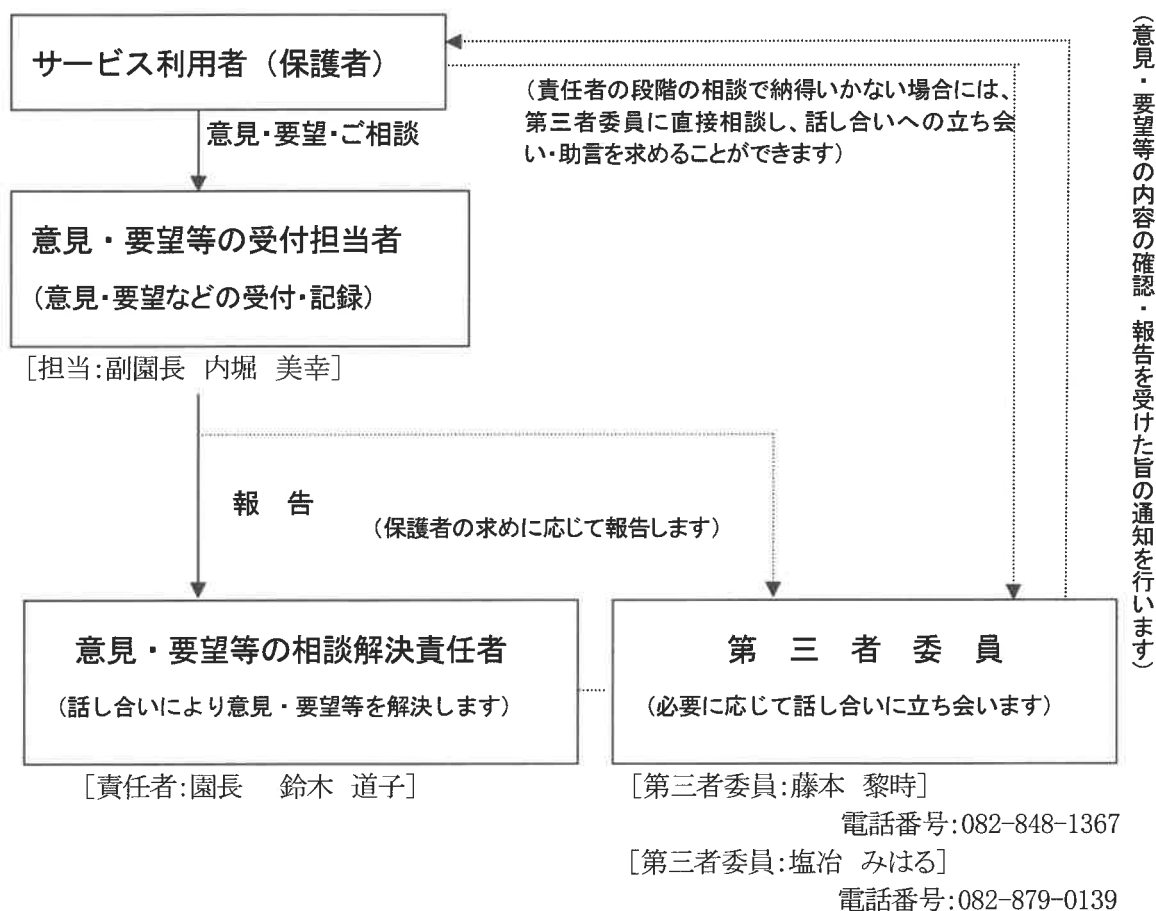 サービス利用者（保護者）
（責任者の段階の相談で納得いかない場合には、
第三者委員に直接相談し、話し合いへの立ち会
い・助言を求めることができます）
意見・要望・ご相談
意見・要望等の受付担当者
（意見・要望などの受付・記録）
［担当：副園長 内堀 美幸］
報 告
（保護者の求めに応じて報告します）
意見・要望等の相談解決責任者
（話し合いにより意見・要望等を解決します）
［責任者：園長 鈴木 道子］
第 三 者 委 員
（必要に応じて話し合いに立ち会います）
［第三者委員：藤本 黎時］
電話番号：082-848-1367
［第三者委員：塩冶 みはる］
電話番号：082-879-0139
（意見・要望等の内容の確認・報告を受けた旨の通知を行います）